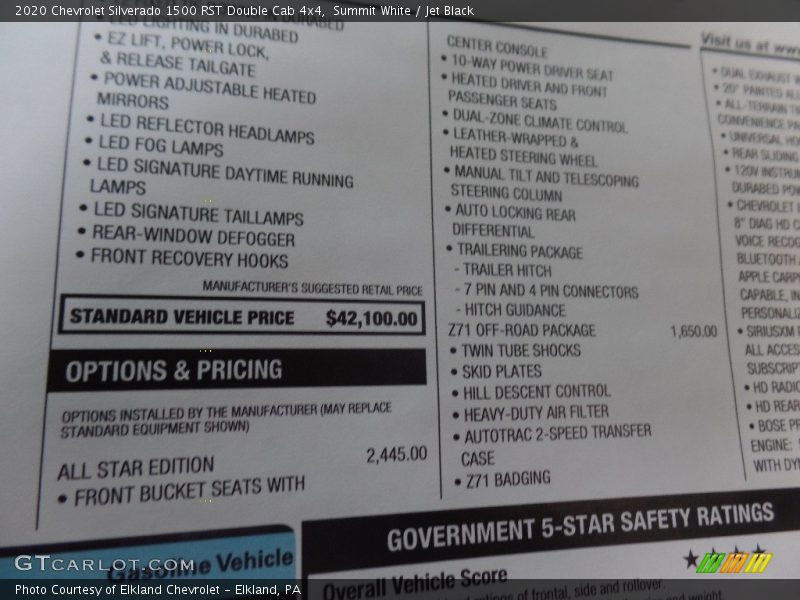 2020 Chevrolet Silverado 1500 RST Double Cab 4x4, Summit White / Jet Black
LED LIGHTING IN DURABED
• EZ LIFT, POWER LOCK,
& RELEASE TAILGATE
• POWER ADJUSTABLE HEATED
MIRRORS
• LED REFLECTOR HEADLAMPS
• LED FOG LAMPS
• LED SIGNATURE DAYTIME RUNNING
LAMPS
• LED SIGNATURE TAILLAMPS
• REAR-WINDOW DEFOGGER
• FRONT RECOVERY HOOKS
MANUFACTURER'S SUGGESTED RETAIL PRICE
STANDARD VEHICLE PRICE $42,100.00
OPTIONS & PRICING
OPTIONS INSTALLED BY THE MANUFACTURER (MAY REPLACE
STANDARD EQUIPMENT SHOWN)
ALL STAR EDITION 2,445.00
• FRONT BUCKET SEATS WITH
CENTER CONSOLE
• 10-WAY POWER DRIVER SEAT
• HEATED DRIVER AND FRONT
PASSENGER SEATS
• DUAL-ZONE CLIMATE CONTROL
• LEATHER-WRAPPED &
HEATED STEERING WHEEL
• MANUAL TILT AND TELESCOPING
STEERING COLUMN
• AUTO LOCKING REAR
DIFFERENTIAL
• TRAILERING PACKAGE
- TRAILER HITCH
- 7 PIN AND 4 PIN CONNECTORS
- HITCH GUIDANCE
Z71 OFF-ROAD PACKAGE 1,650.00
• TWIN TUBE SHOCKS
• SKID PLATES
• HILL DESCENT CONTROL
• HEAVY-DUTY AIR FILTER
• AUTOTRAC 2-SPEED TRANSFER
CASE
• Z71 BADGING
Visit us at www
• DUAL EXHAUST
• 20" PAINTED
• ALL-TERRAIN
CONVENIENCE
• UNIVERSAL
• REAR SLIDING
• 120V
DURABED
• CHEVROLET
8" DIAG HD
VOICE
BLUETOOTH
APPLE
CAPABLE,
• SIRIUSXM
ALL
• HD RADIO
• HD REAR
• BOSE
ENGINE:
WITH
GOVERNMENT 5-STAR SAFETY RATINGS
Gasoline Vehicle
Overall Vehicle Score
of frontal, side and rollover.
GTcarlot.com
Photo Courtesy of Elkland Chevrolet - Elkland, PA